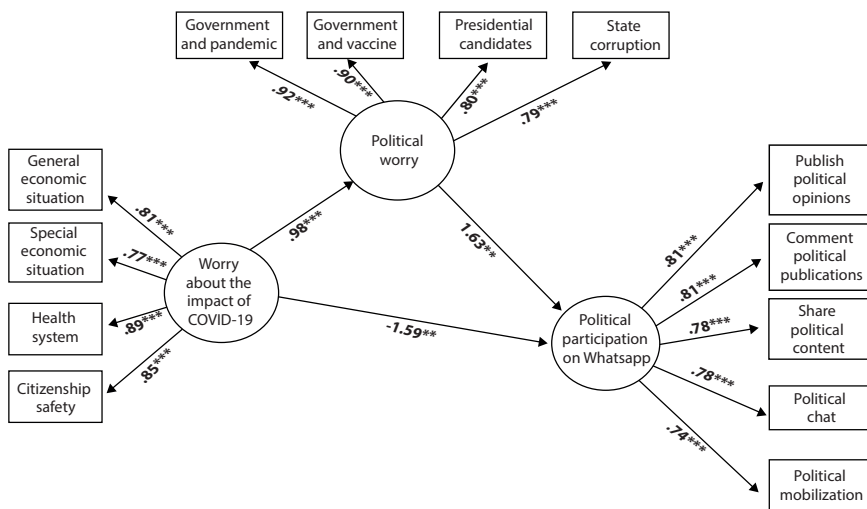 Government
and pandemic
Government
and vaccine
Presidential
candidates
State
corruption
.92***
.90***
.80***
.79***
Political
worry
General
economic
situation
Special
economic
situation
Health
system
Citizenship
safety
.81***
.77***
.89***
.85***
Worry
about the
impact of
COVID-19
.98***
1.63**
-1.59**
Political
participation
on Whatsapp
.81***
.81***
.78***
.78***
.74***
Publish
political
opinions
Comment
political
publications
Share
political
content
Political
chat
Political
mobilization